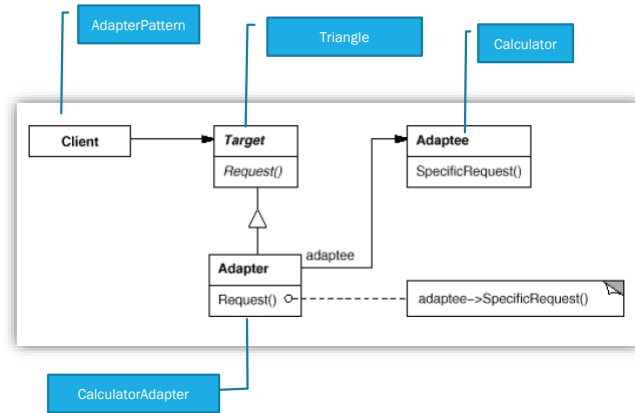 AdapterPattern
Triangle
Calculator
Client
Target
Request()
Adaptee
SpecificRequest()
adaptee
Adapter
Request()
adaptee->SpecificRequest()
CalculatorAdapter